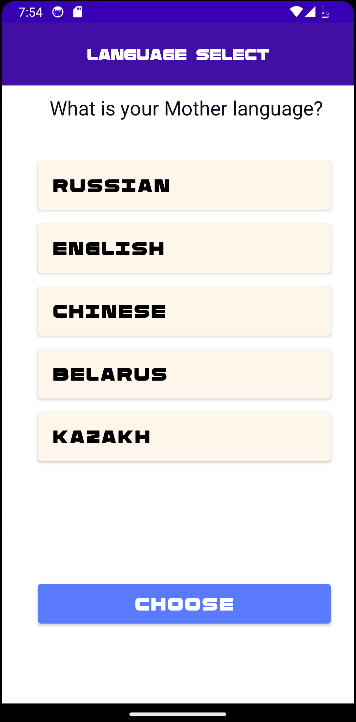 7:54
LANGUAGE SELECT
What is your Mother language?
RUSSIAN
ENGLISH
CHINESE
BELARUS
KAZAKH
CHOOSE